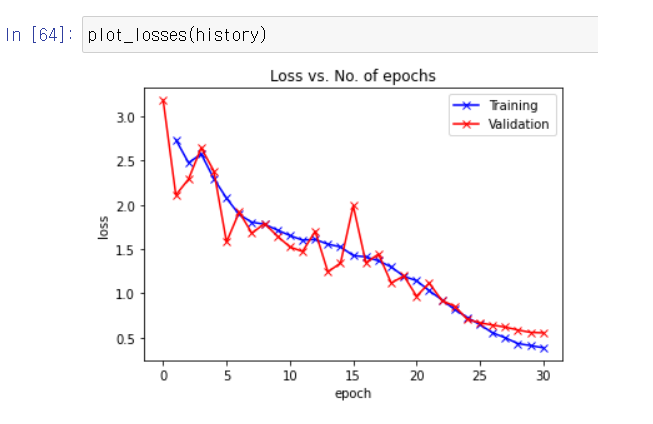 In [64]: plot_losses(history)
Loss vs. No. of epochs
Training
Validation
3.0
2.5
2.0
1.5
1.0
0.5
loss
0 5 10 15 20 25 30
epoch